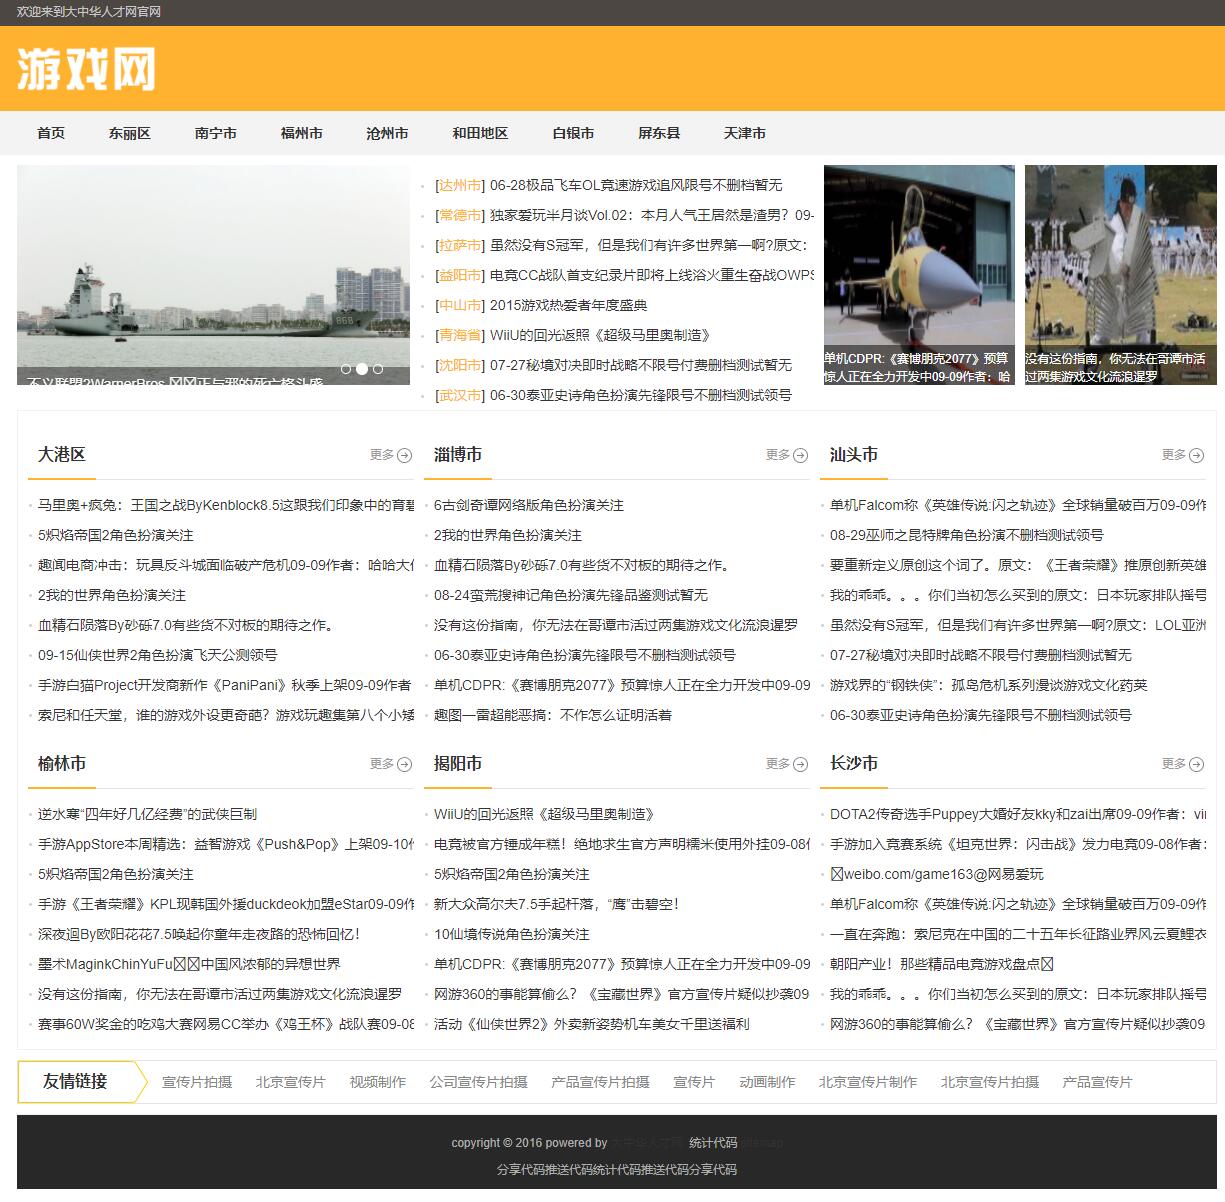 欢迎来到大中华人才网官网
游戏网
首页 东丽区 南宁市 福州市 沧州市 和田地区 白银市 屏东县 天津市
868
不义联盟2WarnerBros.正与邪的死亡格斗盛
[达州市] 06-28极品飞车OL竞速游戏追风限号不删档暂无
[常德市] 独家爱玩半月谈Vol.02：本月人气王居然是渣男？09-
[拉萨市] 虽然没有S冠军，但是我们有许多世界第一啊?原文：
[益阳市] 电竞CC战队首支纪录片即将上线浴火重生奋战OWPS
[中山市] 2015游戏热爱者年度盛典
[青海省] WiiU的回光返照《超级马里奥制造》
[沈阳市] 07-27秘境对决即时战略不限号付费删档测试暂无
[武汉市] 06-30泰亚史诗角色扮演先锋限号不删档测试领号
单机CDPR:《赛博朋克2077》预算
惊人正在全力开发中09-09作者：哈
没有这份指南，你无法在哥谭市活
过两集游戏文化流浪暹罗
大港区 更多
马里奥+疯兔：王国之战ByKenblock8.5这跟我们印象中的育碧
5炽焰帝国2角色扮演关注
趣闻电商冲击：玩具反斗城面临破产危机09-09作者：哈哈大
2我的世界角色扮演关注
血精石陨落By砂砾7.0有些货不对板的期待之作。
09-15仙侠世界2角色扮演飞天公测领号
手游白猫Project开发商新作《PaniPani》秋季上架09-09作者
索尼和任天堂，谁的游戏外设更奇葩？游戏玩趣集第八个小矮
淄博市 更多
6古剑奇谭网络版角色扮演关注
2我的世界角色扮演关注
血精石陨落By砂砾7.0有些货不对板的期待之作。
08-24蛮荒搜神记角色扮演先锋品鉴测试暂无
没有这份指南，你无法在哥谭市活过两集游戏文化流浪暹罗
06-30泰亚史诗角色扮演先锋限号不删档测试领号
单机CDPR:《赛博朋克2077》预算惊人正在全力开发中09-09
趣图一雷超能恶搞：不作怎么证明活着
汕头市 更多
单机Falcom称《英雄传说:闪之轨迹》全球销量破百万09-09作
08-29巫师之昆特牌角色扮演不删档测试领号
要重新定义原创这个词了。原文：《王者荣耀》推原创新英雄
我的乖乖。。。你们当初怎么买到的原文：日本玩家排队摇号
虽然没有S冠军，但是我们有许多世界第一啊?原文：LOL亚洲
07-27秘境对决即时战略不限号付费删档测试暂无
游戏界的“钢铁侠”：孤岛危机系列漫谈游戏文化药荚
06-30泰亚史诗角色扮演先锋限号不删档测试领号
榆林市 更多
逆水寒“四年好几亿经费”的武侠巨制
手游AppStore本周精选：益智游戏《Push&Pop》上架09-10作
5炽焰帝国2角色扮演关注
手游《王者荣耀》KPL现韩国外援duckdeok加盟eStar09-09作
深夜迴By欧阳花花7.5唤起你童年走夜路的恐怖回忆！
墨术MaginkChinYuFu中国风浓郁的异想世界
没有这份指南，你无法在哥谭市活过两集游戏文化流浪暹罗
赛事60W奖金的吃鸡大赛网易CC举办《鸡王杯》战队赛09-08
揭阳市 更多
WiiU的回光返照《超级马里奥制造》
电竞被官方锤成年糕！绝地求生官方声明糯米使用外挂09-08作
5炽焰帝国2角色扮演关注
新大众高尔夫7.5手起杆落，“鹰”击碧空！
10仙境传说角色扮演关注
单机CDPR:《赛博朋克2077》预算惊人正在全力开发中09-09
网游360的事能算偷么？《宝藏世界》官方宣传片疑似抄袭09
活动《仙侠世界2》外卖新姿势机车美女千里送福利
长沙市 更多
DOTA2传奇选手Puppey大婚好友kky和zai出席09-09作者：vin
手游加入竞赛系统《坦克世界：闪击战》发力电竞09-08作者：
weibo.com/game163@网易爱玩
单机Falcom称《英雄传说:闪之轨迹》全球销量破百万09-09作
一直在奔跑：索尼克在中国的二十五年长征路业界风云夏鲤衣
朝阳产业！那些精品电竞游戏盘点
我的乖乖。。。你们当初怎么买到的原文：日本玩家排队摇号
网游360的事能算偷么？《宝藏世界》官方宣传片疑似抄袭09
友情链接 宣传片拍摄 北京宣传片 视频制作 公司宣传片拍摄 产品宣传片拍摄 宣传片 动画制作 北京宣传片制作 北京宣传片拍摄 产品宣传片
copyright © 2016 powered by 大中华人才网 统计代码 sitemap
分享代码推送代码统计代码推送代码分享代码